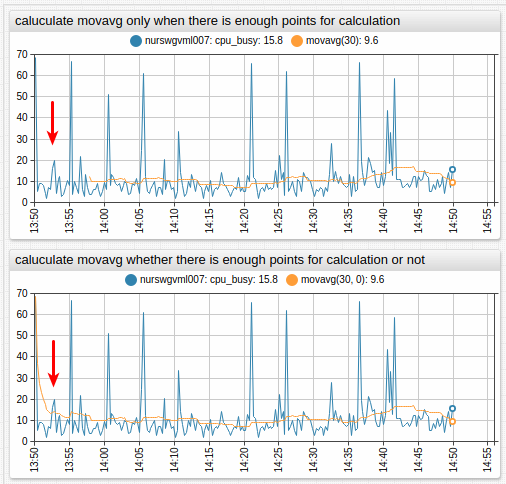 caluculate movavg only when there is enough points for calculation
nurswgvml007: cpu_busy: 15.8 movavg(30): 9.6
70
60
50
40
30
20
10
0
13:50 13:55 14:00 14:05 14:10 14:15 14:20 14:25 14:30 14:35 14:40 14:45 14:50 14:55
caluculate movavg whether there is enough points for calculation or not
nurswgvml007: cpu_busy: 15.8 movavg(30, 0): 9.6
70
60
50
40
30
20
10
0
13:50 13:55 14:00 14:05 14:10 14:15 14:20 14:25 14:30 14:35 14:40 14:45 14:50 14:55